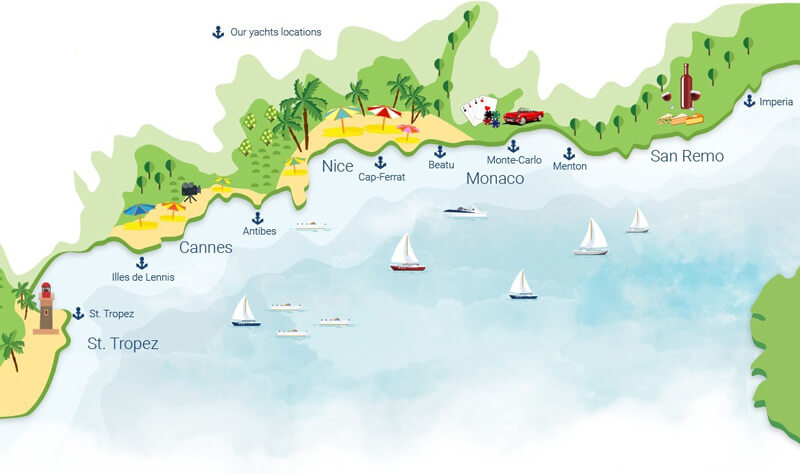 Our yachts locations
Imperia
San Remo
Nice
Cap-Ferrat
Beatu
Monte-Carlo
Menton
Monaco
Antibes
Cannes
Illes de Lennis
St. Tropez
St. Tropez